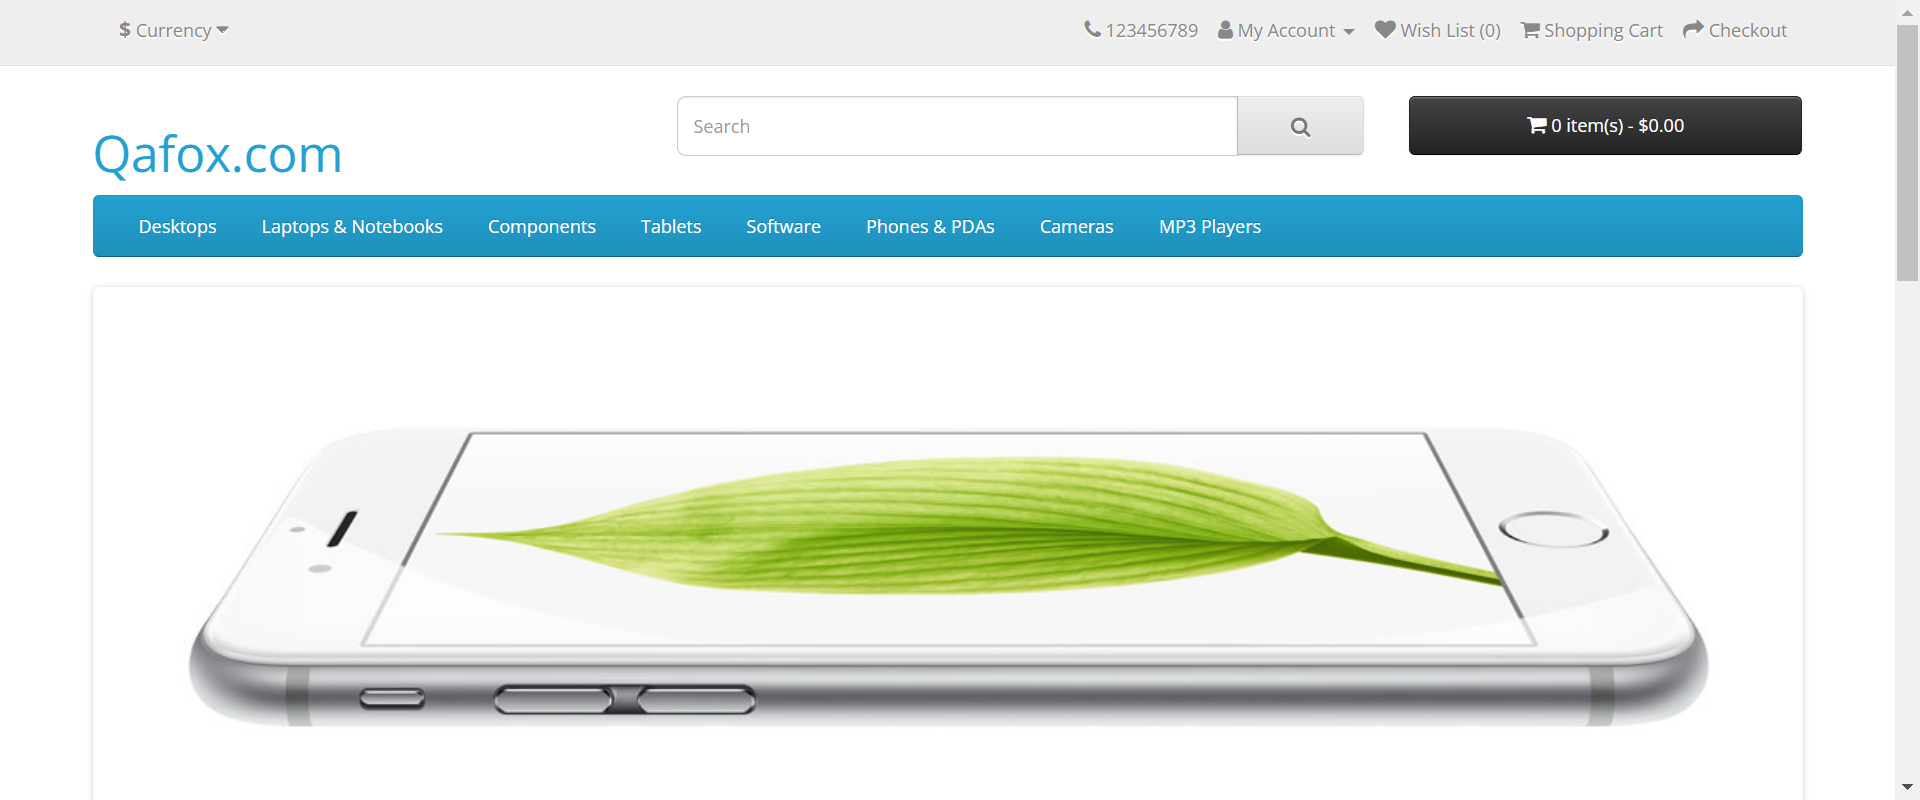 $ Currency
123456789 My Account Wish List (0) Shopping Cart Checkout
Qafox.com
Search
0 item(s) - $0.00
Desktops Laptops & Notebooks Components Tablets Software Phones & PDAs Cameras MP3 Players